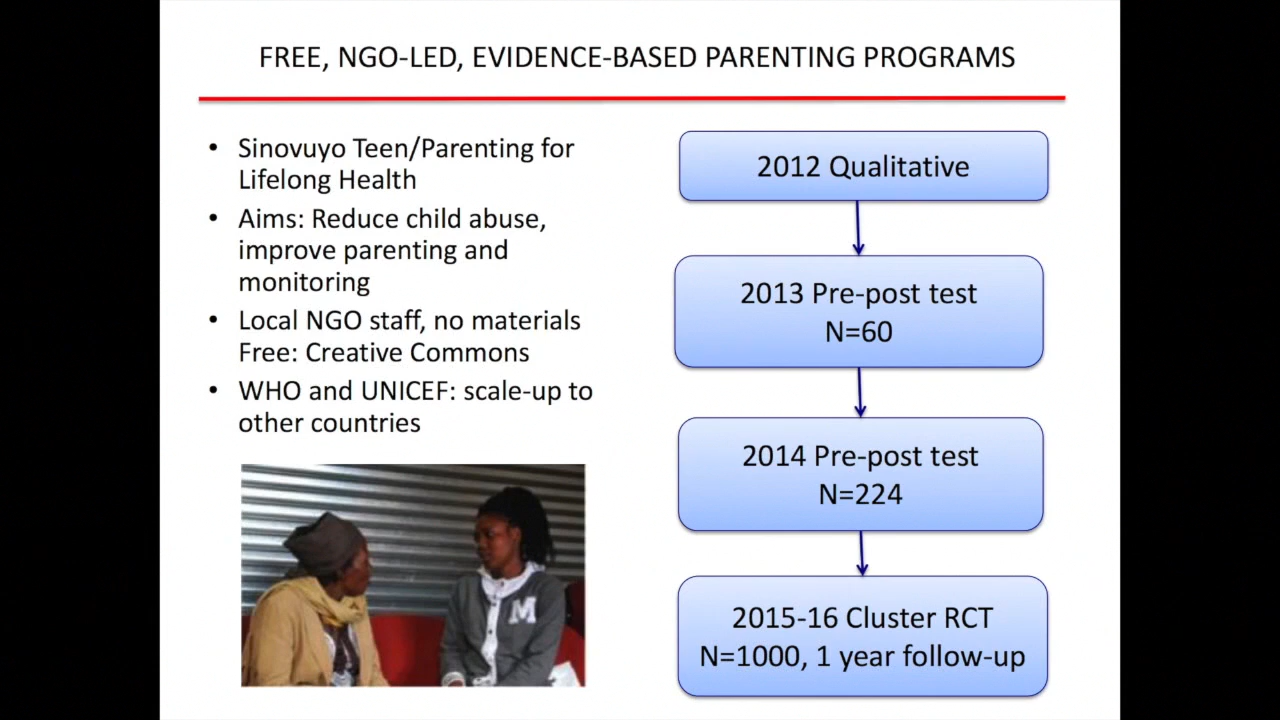 FREE, NGO-LED, EVIDENCE-BASED PARENTING PROGRAMS
• Sinovuyo Teen/Parenting for
Lifelong Health
• Aims: Reduce child abuse,
improve parenting and
monitoring
• Local NGO staff, no materials
Free: Creative Commons
• WHO and UNICEF: scale-up to
other countries
M
2012 Qualitative
2013 Pre-post test
N=60
2014 Pre-post test
N=224
2015-16 Cluster RCT
N=1000, 1 year follow-up